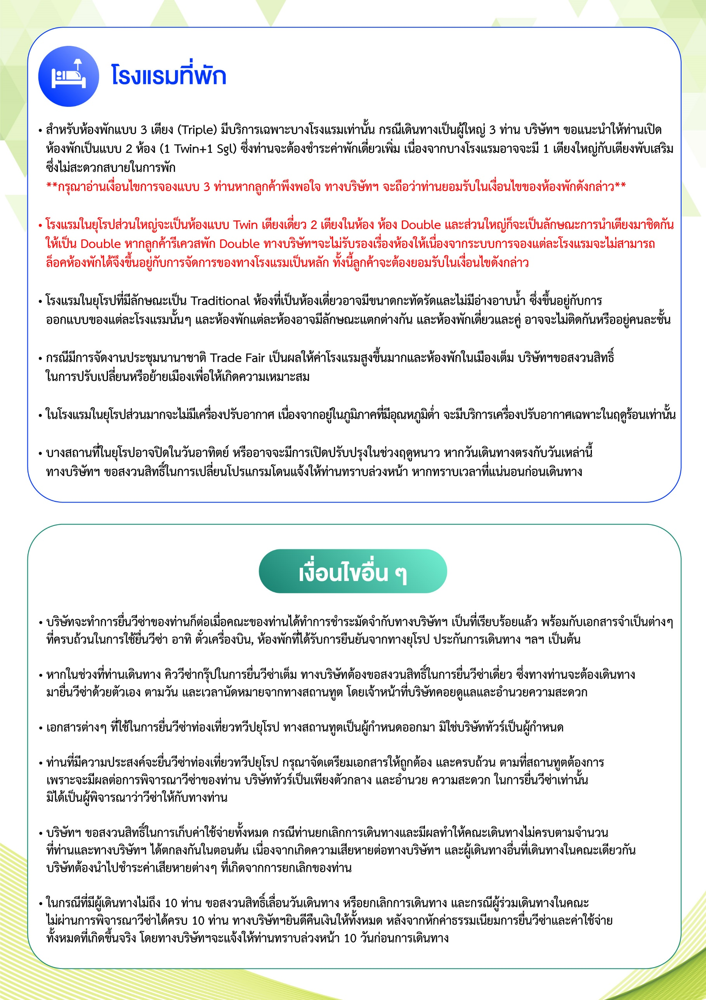 โรงแรมที่พัก
• สำหรับห้องพักแบบ 3 เตียง (Triple) มีบริการเฉพาะบางโรงแรมเท่านั้น กรณีเดินทางเป็นผู้ใหญ่ 3 ท่าน บริษัทฯ ขอแนะนำให้ท่านเปิด
ห้องพักเป็นแบบ 2 ห้อง (1 Twin+1 Sgl) ซึ่งท่านจะต้องชำระค่าพักเดี่ยวเพิ่ม เนื่องจากบางโรงแรมอาจจะมี 1 เตียงใหญ่กับเตียงพับเสริม
ซึ่งไม่สะดวกสบายในการพัก
**กรุณาอ่านเงื่อนไขการจองแบบ 3 ท่านหากลูกค้าพึงพอใจ ทางบริษัทฯ จะถือว่าท่านยอมรับในเงื่อนไขของห้องพักดังกล่าว**
• โรงแรมในยุโรปส่วนใหญ่จะเป็นห้องแบบ Twin เตียงเดี่ยว 2 เตียงในห้อง ห้อง Double และส่วนใหญ่ก็จะเป็นลักษณะการนำเตียงมาชิดกัน
ให้เป็น Double หากลูกค้ารีเควสพัก Double ทางบริษัทฯจะไม่รับรองเรื่องห้องให้เนื่องจากระบบการจองแต่ละโรงแรมจะไม่สามารถ
ล็อคห้องพักได้จึงขึ้นอยู่กับการจัดการของทางโรงแรมเป็นหลัก ทั้งนี้ลูกค้าจะต้องยอมรับในเงื่อนไขดังกล่าว
• โรงแรมในยุโรปที่มีลักษณะเป็น Traditional ห้องที่เป็นห้องเดี่ยวอาจมีขนาดกะทัดรัดและไม่มีอ่างอาบน้ำ ซึ่งขึ้นอยู่กับการ
ออกแบบของแต่ละโรงแรมนั้นๆ และห้องพักแต่ละห้องอาจมีลักษณะแตกต่างกัน และห้องพักเดี่ยวและคู่ อาจจะไม่ติดกันหรืออยู่คนละชั้น
• กรณีมีการจัดงานประชุมนานาชาติ Trade Fair เป็นผลให้ค่าโรงแรมสูงขึ้นมากและห้องพักในเมืองเต็ม บริษัทฯขอสงวนสิทธิ์
ในการปรับเปลี่ยนหรือย้ายเมืองเพื่อให้เกิดความเหมาะสม
• ในโรงแรมในยุโรปส่วนมากจะไม่มีเครื่องปรับอากาศ เนื่องจากอยู่ในภูมิภาคที่มีอุณหภูมิต่ำ จะมีบริการเครื่องปรับอากาศเฉพาะในฤดูร้อนเท่านั้น
• บางสถานที่ในยุโรปอาจปิดในวันอาทิตย์ หรืออาจจะมีการเปิดปรับปรุงในช่วงฤดูหนาว หากวันเดินทางตรงกับวันเหล่านี้
ทางบริษัทฯ ขอสงวนสิทธิ์ในการเปลี่ยนโปรแกรมโดนแจ้งให้ท่านทราบล่วงหน้า หากทราบเวลาที่แน่นอนก่อนเดินทาง
เงื่อนไขอื่น ๆ
• บริษัทจะทำการยื่นวีซ่าของท่านก็ต่อเมื่อคณะของท่านได้ทำการชำระมัดจำกับทางบริษัทฯ เป็นที่เรียบร้อยแล้ว พร้อมกับเอกสารจำเป็นต่างๆ
ที่ครบถ้วนในการใช้ยื่นวีซ่า อาทิ ตั๋วเครื่องบิน, ห้องพักที่ได้รับการยืนยันจากทางยุโรป ประกันการเดินทาง ฯลฯ เป็นต้น
• หากในช่วงที่ท่านเดินทาง คิววีซ่ากรุ๊ปในการยื่นวีซ่าเต็ม ทางบริษัทต้องขอสงวนสิทธิ์ในการยื่นวีซ่าเดี่ยว ซึ่งทางท่านจะต้องเดินทาง
มายื่นวีซ่าด้วยตัวเอง ตามวัน และเวลานัดหมายจากทางสถานทูต โดยเจ้าหน้าที่บริษัทคอยดูแลและอำนวยความสะดวก
• เอกสารต่างๆ ที่ใช้ในการยื่นวีซ่าท่องเที่ยวทวีปยุโรป ทางสถานทูตเป็นผู้กำหนดออกมา มิใช่บริษัททัวร์เป็นผู้กำหนด
• ท่านที่มีความประสงค์จะยื่นวีซ่าท่องเที่ยวทวีปยุโรป กรุณาจัดเตรียมเอกสารให้ถูกต้อง และครบถ้วน ตามที่สถานทูตต้องการ
เพราะจะมีผลต่อการพิจารณาวีซ่าของท่าน บริษัททัวร์เป็นเพียงตัวกลาง และอำนวย ความสะดวก ในการยื่นวีซ่าเท่านั้น
มิได้เป็นผู้พิจารณาว่าวีซ่าให้กับทางท่าน
• บริษัทฯ ขอสงวนสิทธิ์ในการเก็บค่าใช้จ่ายทั้งหมด กรณีท่านยกเลิกการเดินทางและมีผลทำให้คณะเดินทางไม่ครบตามจำนวน
ที่ท่านและทางบริษัทฯ ได้ตกลงกันในตอนต้น เนื่องจากเกิดความเสียหายต่อทางบริษัทฯ และผู้เดินทางอื่นที่เดินทางในคณะเดียวกัน
บริษัทต้องนำไปชำระค่าเสียหายต่างๆ ที่เกิดจากการยกเลิกของท่าน
• ในกรณีที่มีผู้เดินทางไม่ถึง 10 ท่าน ขอสงวนสิทธิ์เลื่อนวันเดินทาง หรือยกเลิกการเดินทาง และกรณีผู้ร่วมเดินทางในคณะ
ไม่ผ่านการพิจารณาวีซ่าได้ครบ 10 ท่าน ทางบริษัทฯยินดีคืนเงินให้ทั้งหมด หลังจากหักค่าธรรมเนียมการยื่นวีซ่าและค่าใช้จ่าย
ทั้งหมดที่เกิดขึ้นจริง โดยทางบริษัทฯจะแจ้งให้ท่านทราบล่วงหน้า 10 วันก่อนการเดินทาง